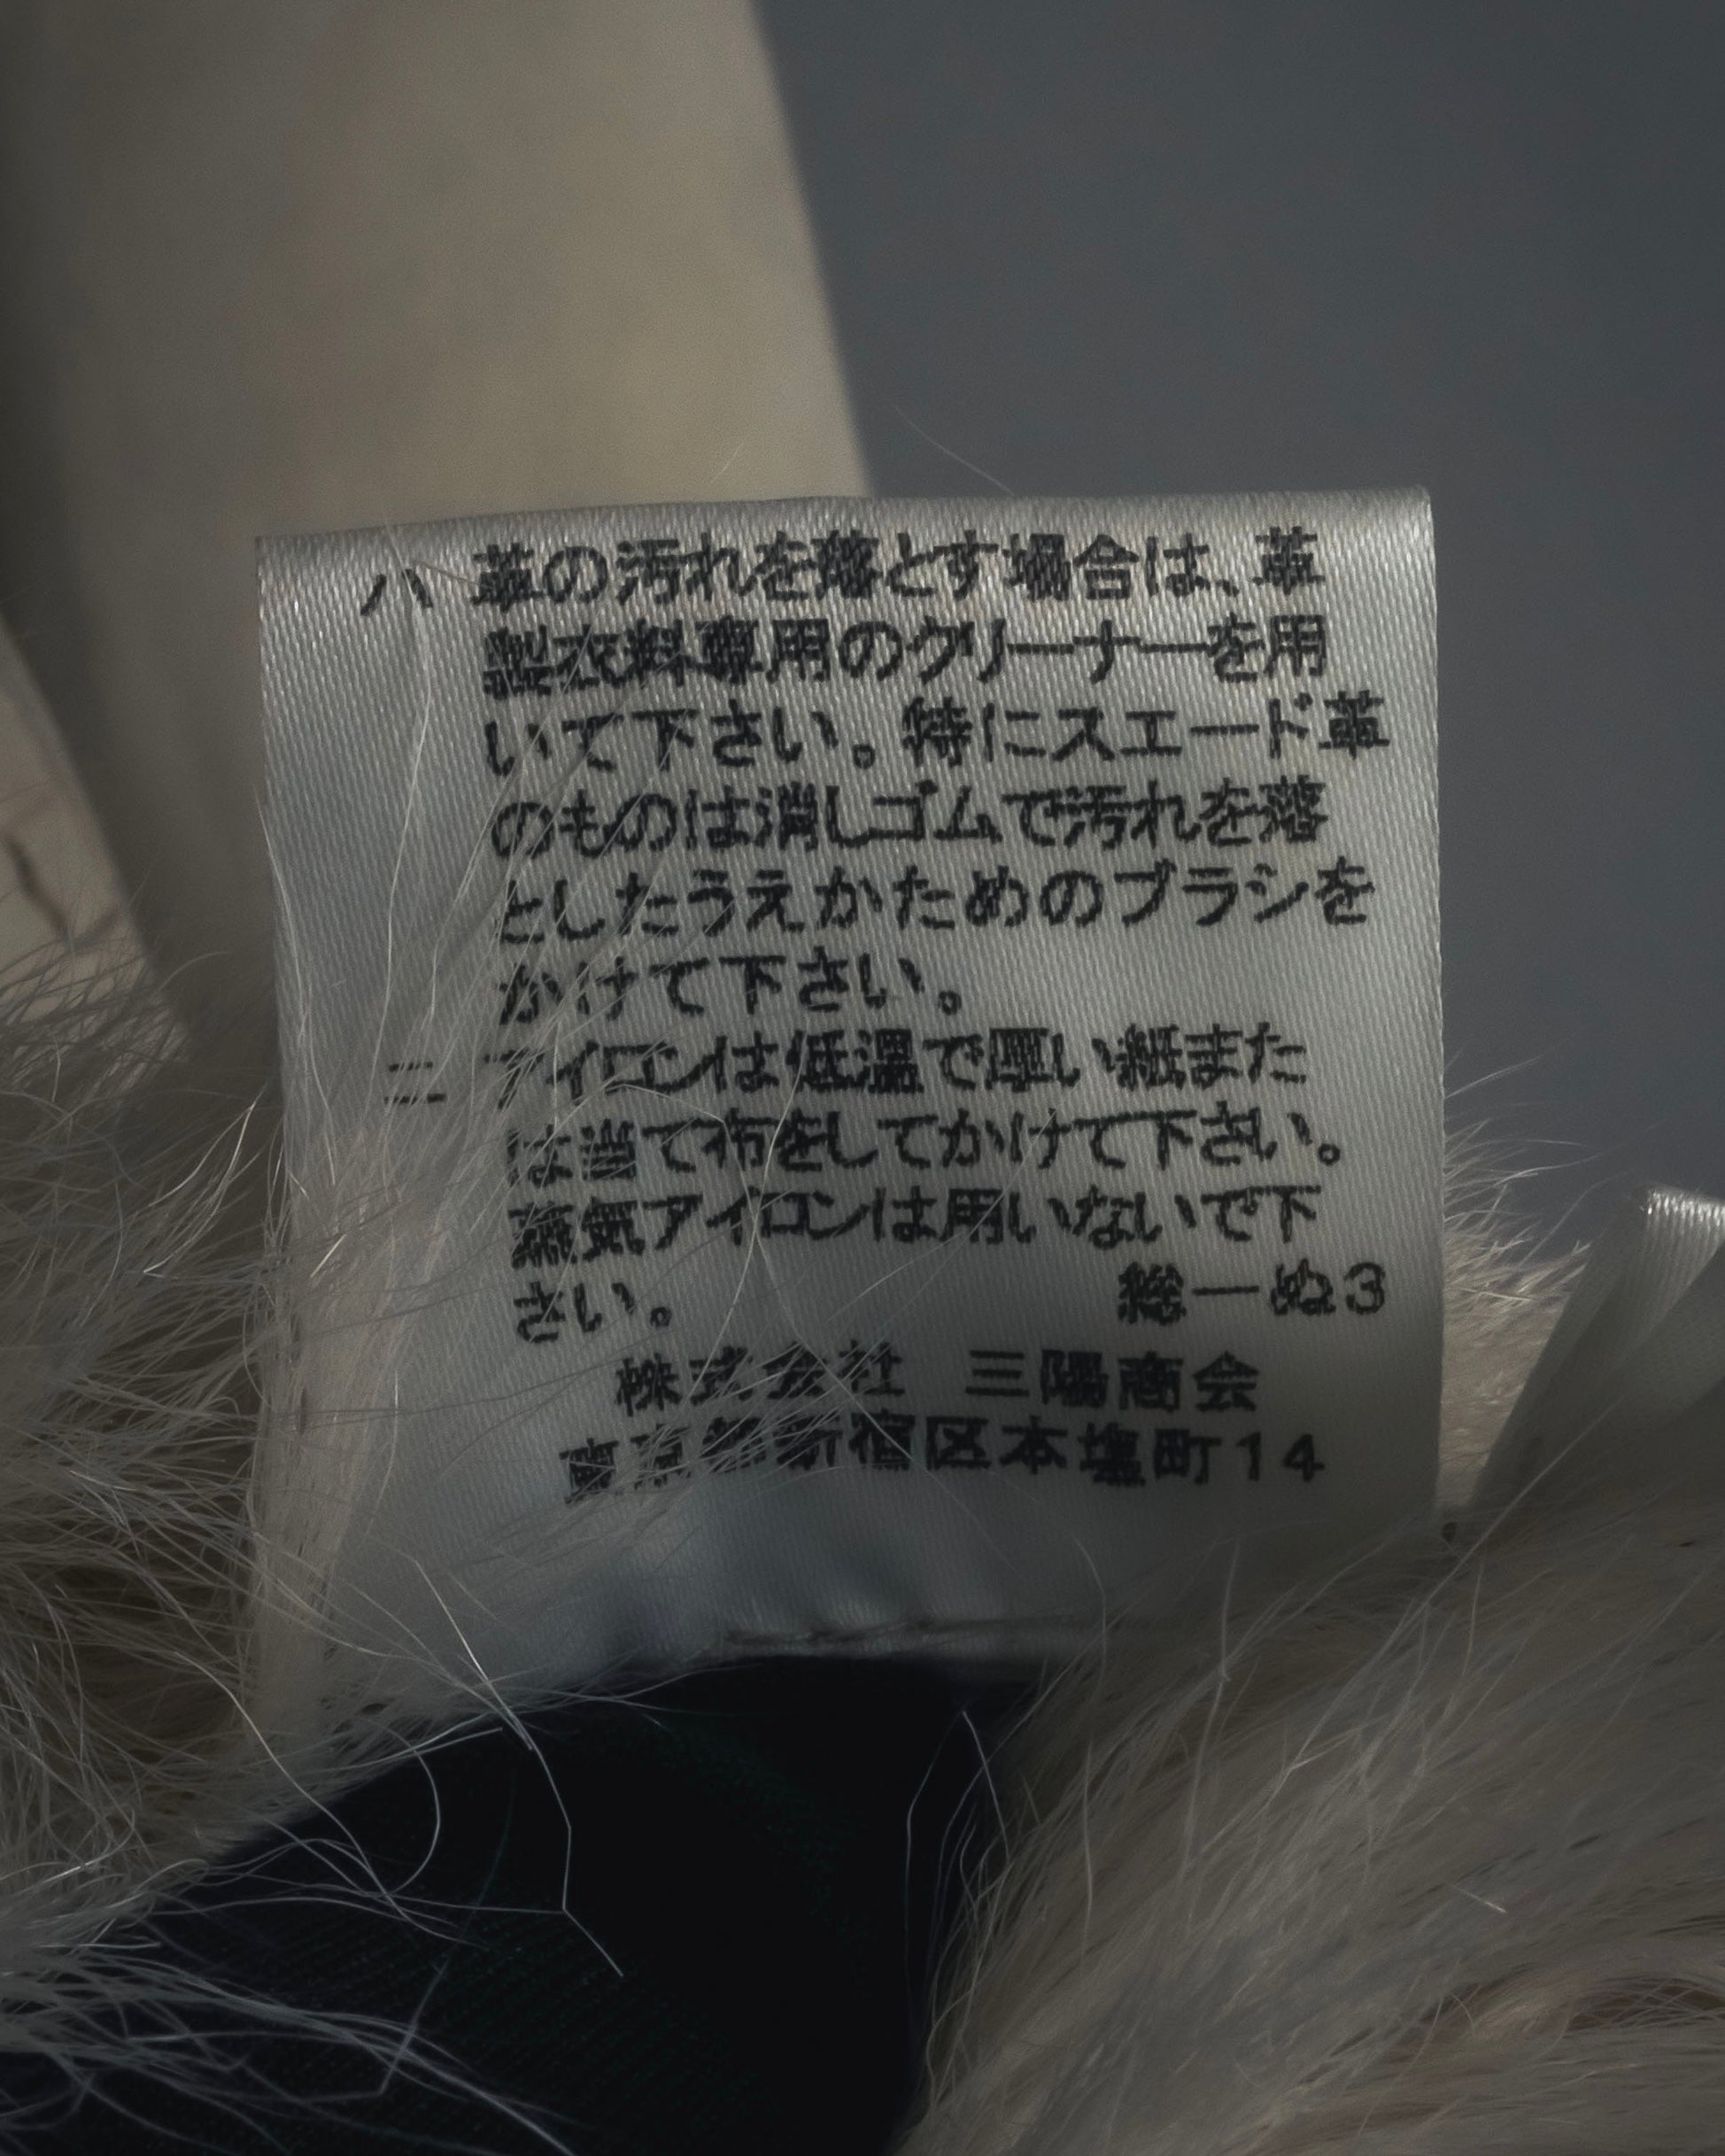 ハ 革の汚れを落とす場合は、革
製衣料専用のクリーナーを用
いて下さい。特にスエード革
のものは消しゴムで汚れを落
としたうえかためのブラシを
かけて下さい。
ニ アイロンは低温で厚い紙また
は当て布をしてかけて下さい。
蒸気アイロンは用いないで下
さい。 総ーぬ3
株式会社 三陽商会
東京都新宿区本塩町14